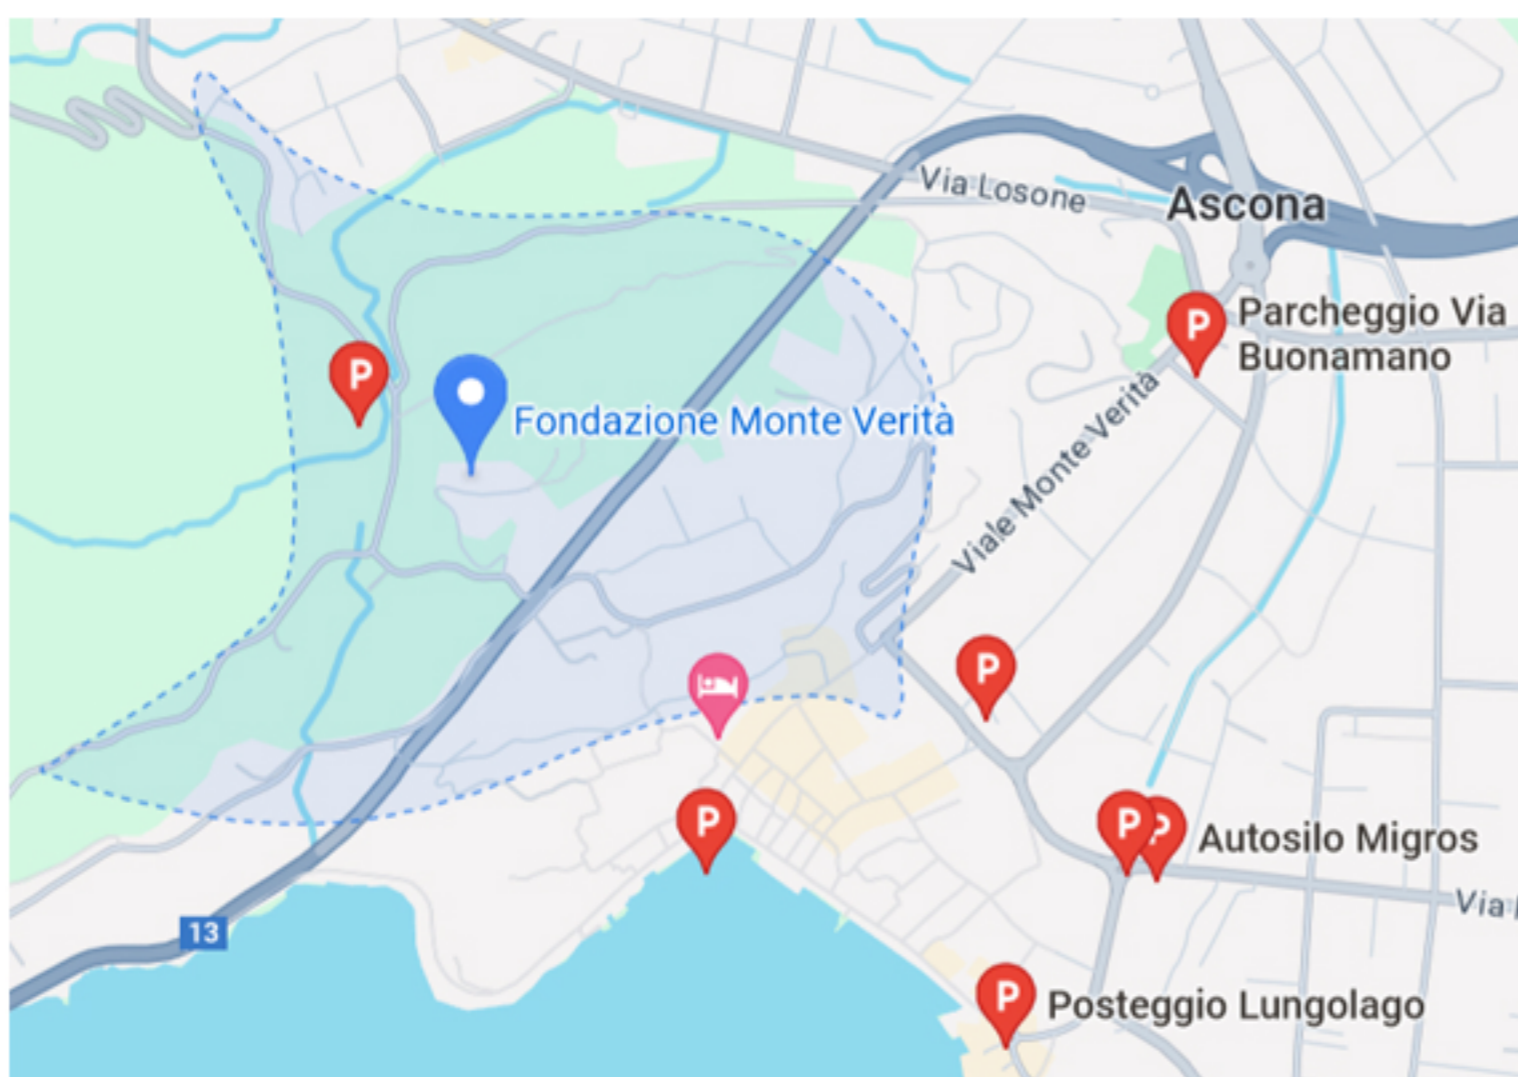 Via Losone
Ascona
P
Parcheggio Via
Buonamano
P
Fondazione Monte Verità
Viale Monte Verità
P
P
P
P
Autosilo Migros
Via
13
P
Posteggio Lungolago